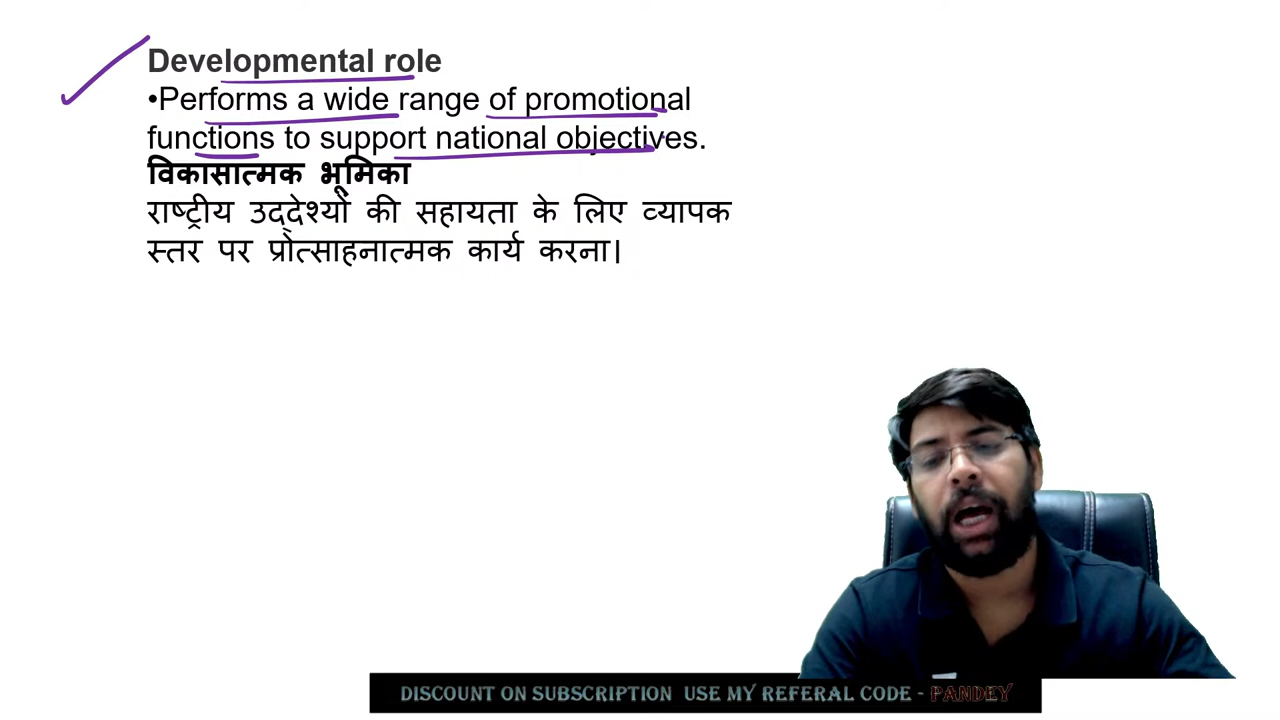 Developmental role
•Performs a wide range of promotional
functions to support national objectives.
विकासात्मक भूमिका
राष्ट्रीय उद्देश्यों की सहायता के लिए व्यापक
स्तर पर प्रोत्साहनात्मक कार्य करना।
DISCOUNT ON SUBSCRIPTION USE MY REFERAL CODE - PANDEY